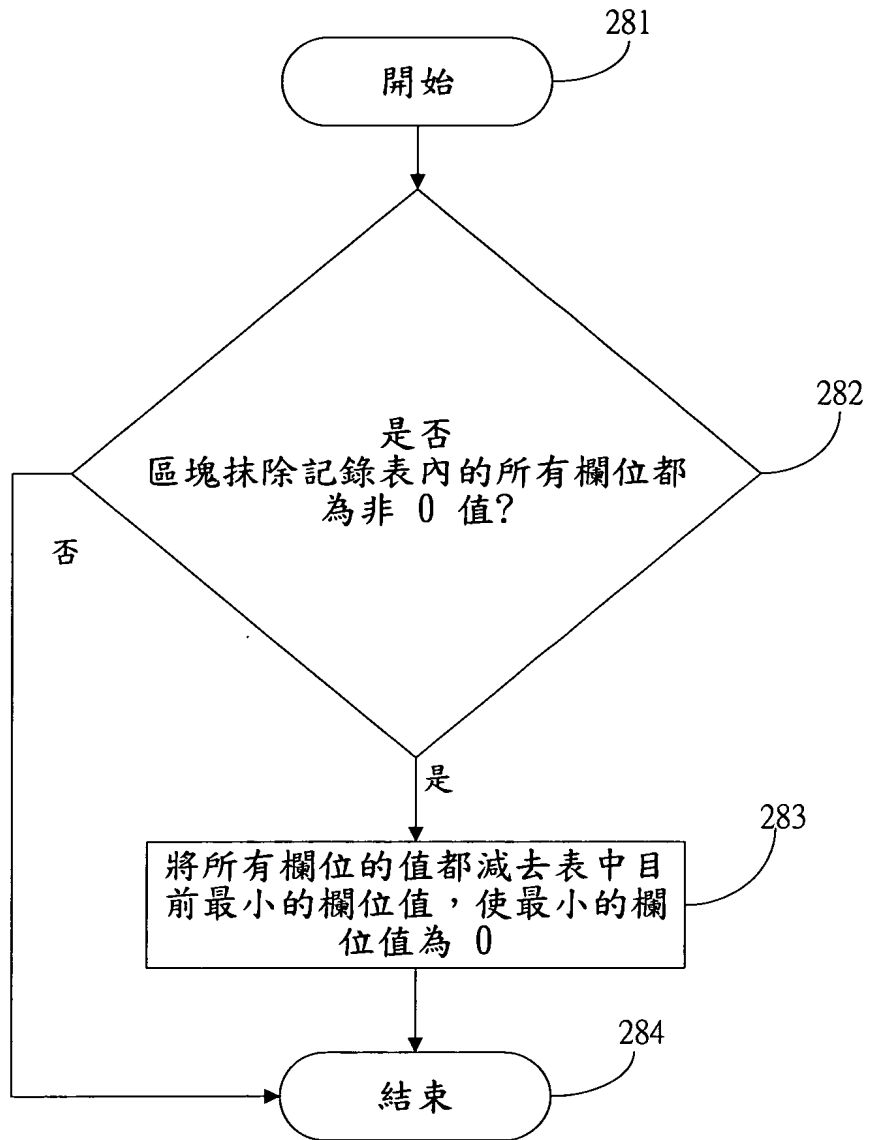 281
開始
282
是否
區塊抹除記錄表內的所有欄位都
為非 0 值?
否
是
283
將所有欄位的值都減去表中目
前最小的欄位值，使最小的欄
位值為 0
284
結束